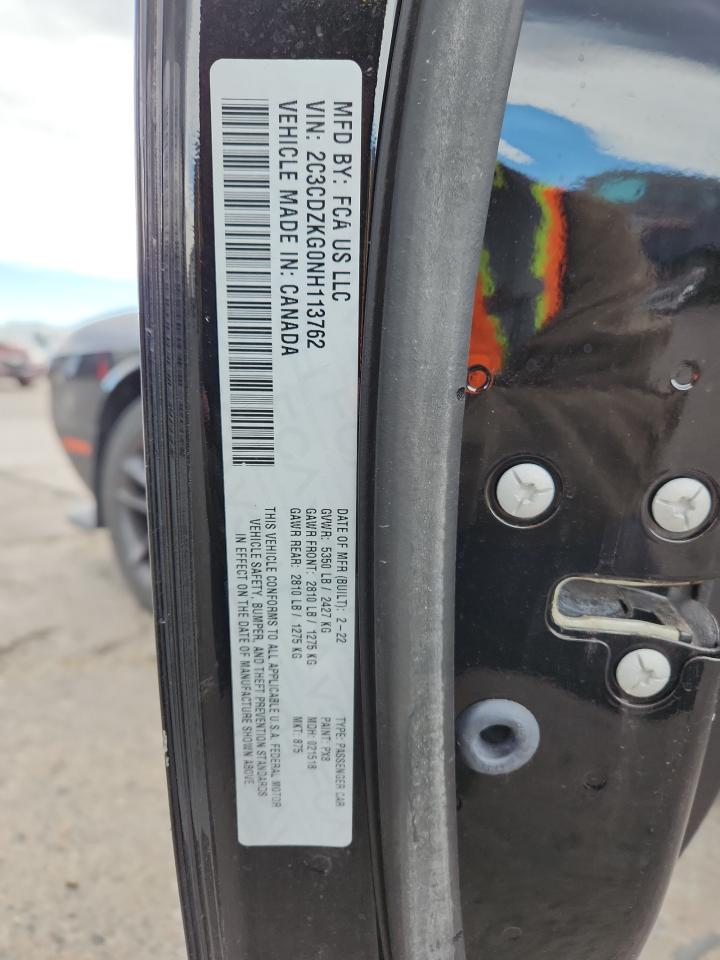 MFD BY: FCA US LLC
VIN: 2C3CDZKG0NH113762
VEHICLE MADE IN: CANADA
DATE OF MFR (BUILT): 2-22
GVWR: 5350 LB / 2427 KG
GAWR FRONT: 2810 LB / 1275 KG
GAWR REAR: 2810 LB / 1275 KG
TYPE: PASSENGER CAR
PAINT: PX8
MDH: 021518
MKT: 875
THIS VEHICLE CONFORMS TO ALL APPLICABLE U.S.A. FEDERAL MOTOR
VEHICLE SAFETY, BUMPER, AND THEFT PREVENTION STANDARDS
IN EFFECT ON THE DATE OF MANUFACTURE SHOWN ABOVE